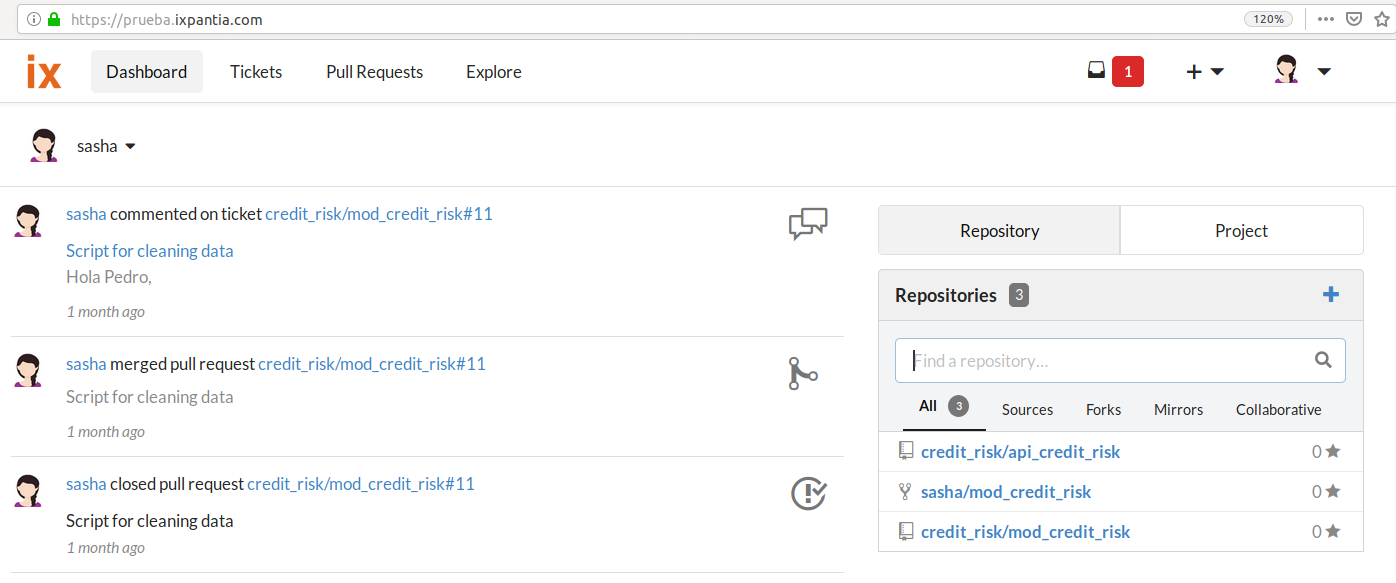 https://prueba.ixpantia.com
120%
ix
Dashboard
Tickets
Pull Requests
Explore
1
sasha
sasha commented on ticket credit_risk/mod_credit_risk#11
Script for cleaning data
Hola Pedro,
1 month ago
sasha merged pull request credit_risk/mod_credit_risk#11
Script for cleaning data
1 month ago
sasha closed pull request credit_risk/mod_credit_risk#11
Script for cleaning data
1 month ago
Repository
Project
Repositories 3
Find a repository...
All 3
Sources
Forks
Mirrors
Collaborative
credit_risk/api_credit_risk 0
sasha/mod_credit_risk 0
credit_risk/mod_credit_risk 0